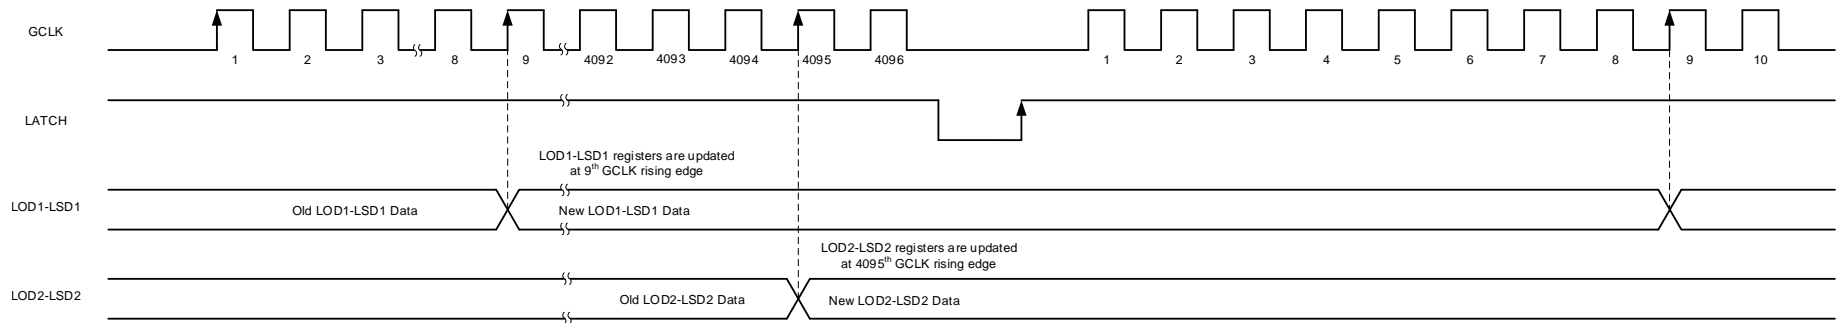 GCLK
1 2 3 8 9 4092 4093 4094 4095 4096 1 2 3 4 5 6 7 8 9 10
LATCH
LOD1-LSD1 registers are updated
at 9th GCLK rising edge
LOD1-LSD1
Old LOD1-LSD1 Data New LOD1-LSD1 Data
LOD2-LSD2 registers are updated
at 4095th GCLK rising edge
LOD2-LSD2
Old LOD2-LSD2 Data New LOD2-LSD2 Data